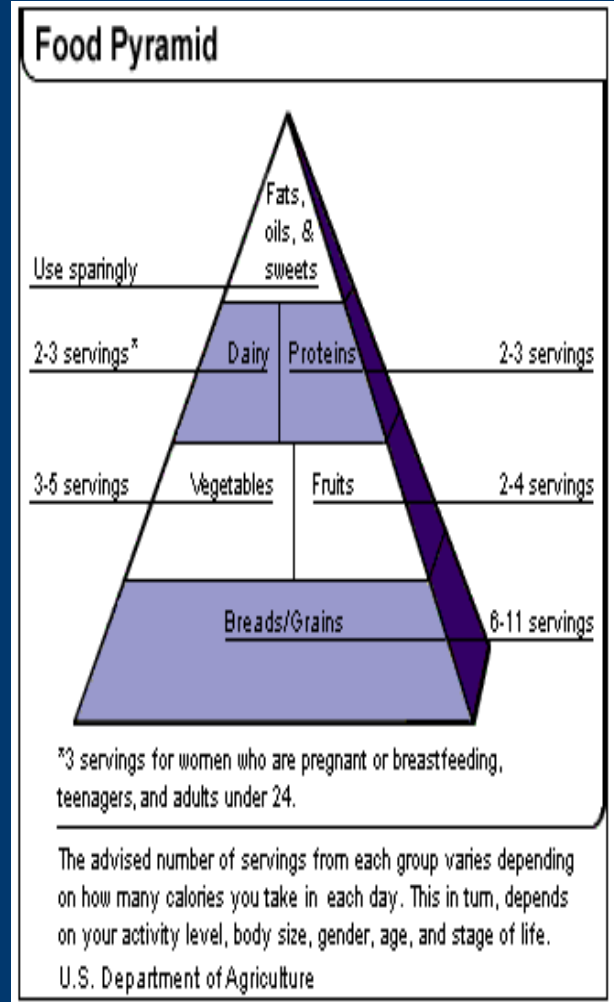 Food Pyramid
Fats,
oils, &
sweets
Use sparingly
2-3 servings*
Dairy
Proteins
2-3 servings
3-5 servings
Vegetables
Fruits
2-4 servings
Breads/Grains
6-11 servings
*3 servings for women who are pregnant or breastfeeding,
teenagers, and adults under 24.
The advised number of servings from each group varies depending
on how many calories you take in each day. This in turn, depends
on your activity level, body size, gender, age, and stage of life.
U.S. Department of Agriculture